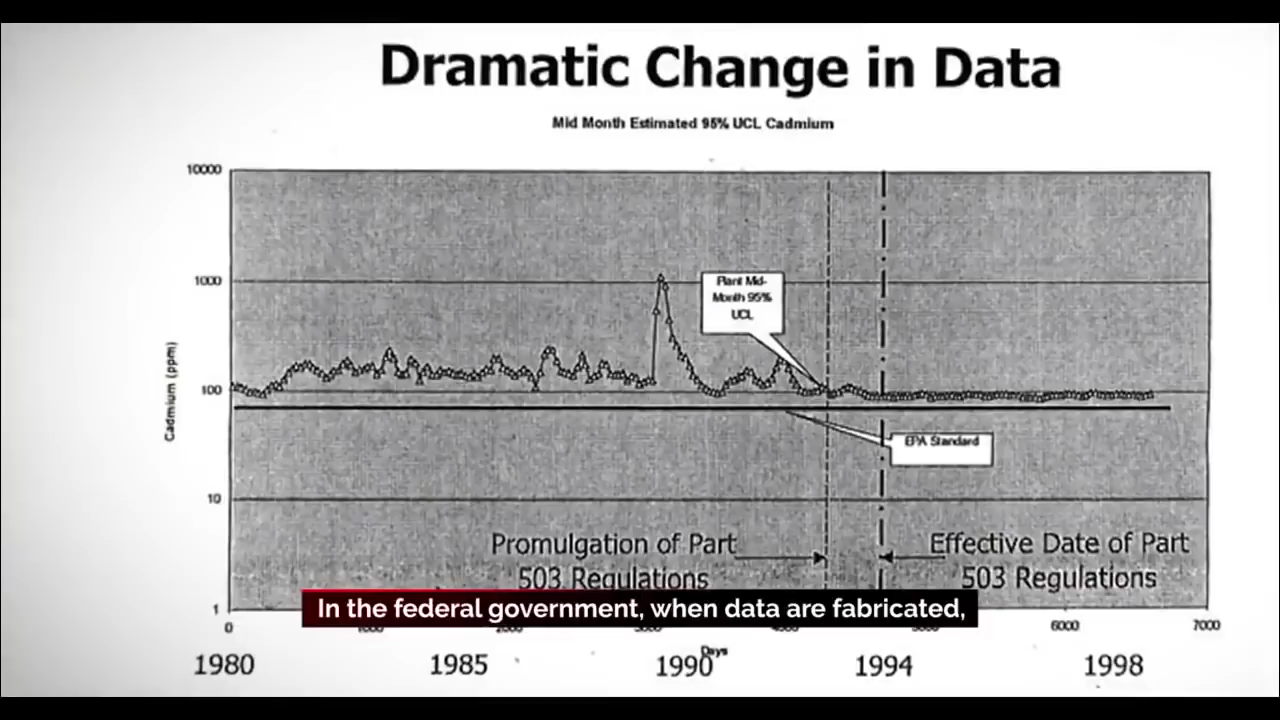 Dramatic Change in Data
Mid Month Estimated 95% UCL Cadmium
10000
1000
100
10
1
Cadmium (ppm)
Plant Mid-
Month 95%
UCL
EPA Standard
Promulgation of Part
503 Regulations
Effective Date of Part
503 Regulations
In the federal government, when data are fabricated,
0
6000
7000
Days
1980
1985
1990
1994
1998